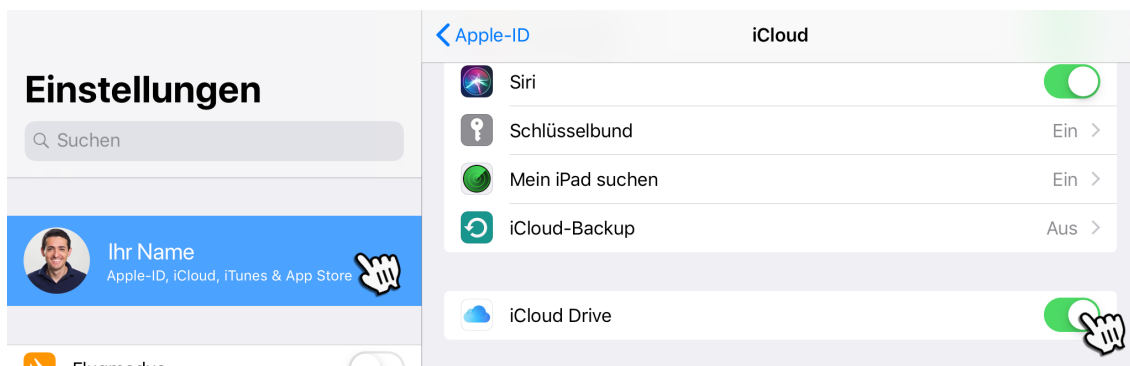 Einstellungen
Suchen
Ihr Name
Apple-ID, iCloud, iTunes & App Store
Flugmodus
Apple-ID
iCloud
Siri
Schlüsselbund Ein
Mein iPad suchen Ein
iCloud-Backup Aus
iCloud Drive